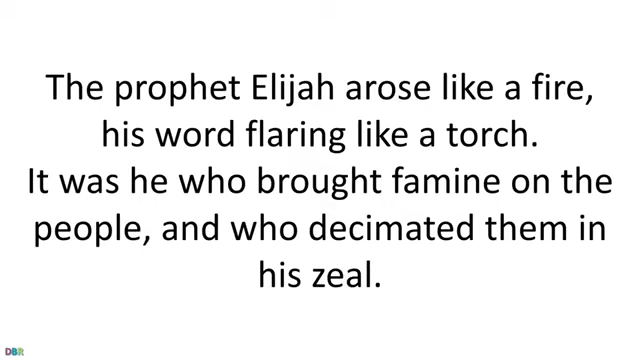 The prophet Elijah arose like a fire,
his word flaring like a torch.
It was he who brought famine on the
people, and who decimated them in
his zeal.
DBR